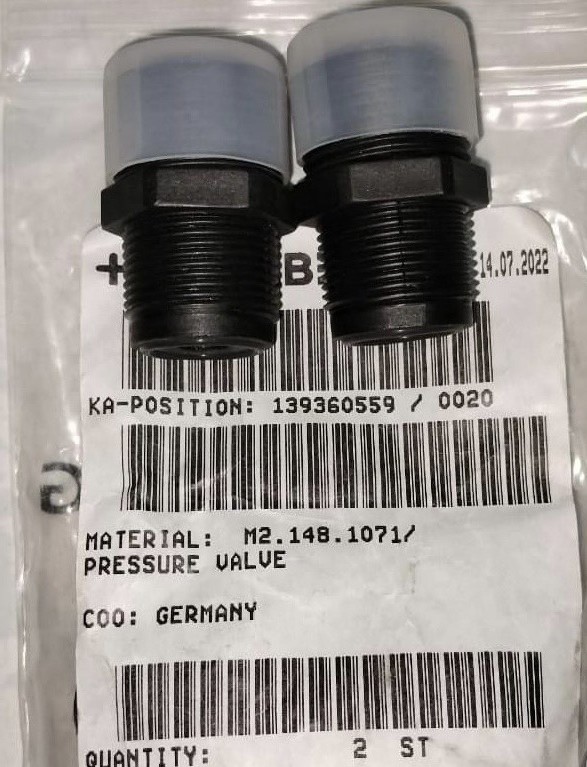 14.07.2022
KA-POSITION: 139360559 / 0020
MATERIAL: M2.148.1071/
PRESSURE VALVE
COO: GERMANY
QUANTITY: 2 ST